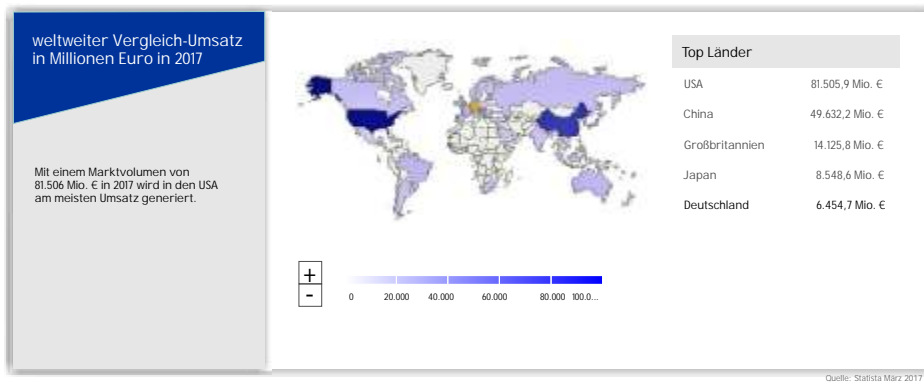 weltweiter Vergleich-Umsatz
in Millionen Euro in 2017
Mit einem Marktvolumen von
81.506 Mio. € in 2017 wird in den USA
am meisten Umsatz generiert.
+
-
0 20.000 40.000 60.000 80.000 100.0...
Top Länder
USA 81.505,9 Mio. €
China 49.632,2 Mio. €
Großbritannien 14.125,8 Mio. €
Japan 8.548,6 Mio. €
Deutschland 6.454,7 Mio. €
Quelle: Statista März 2017